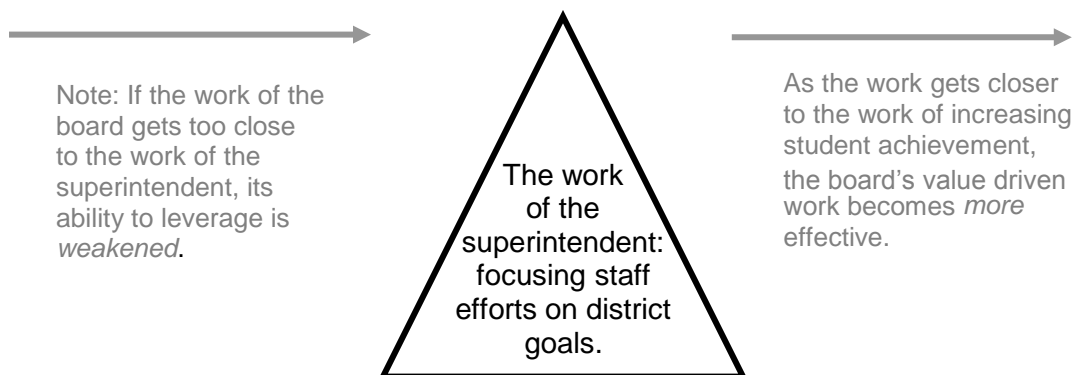 Note: If the work of the
board gets too close
to the work of the
superintendent, its
ability to leverage is
weakened.
The work
of the
superintendent:
focusing staff
efforts on district
goals.
As the work gets closer
to the work of increasing
student achievement,
the board’s value driven
work becomes more
effective.